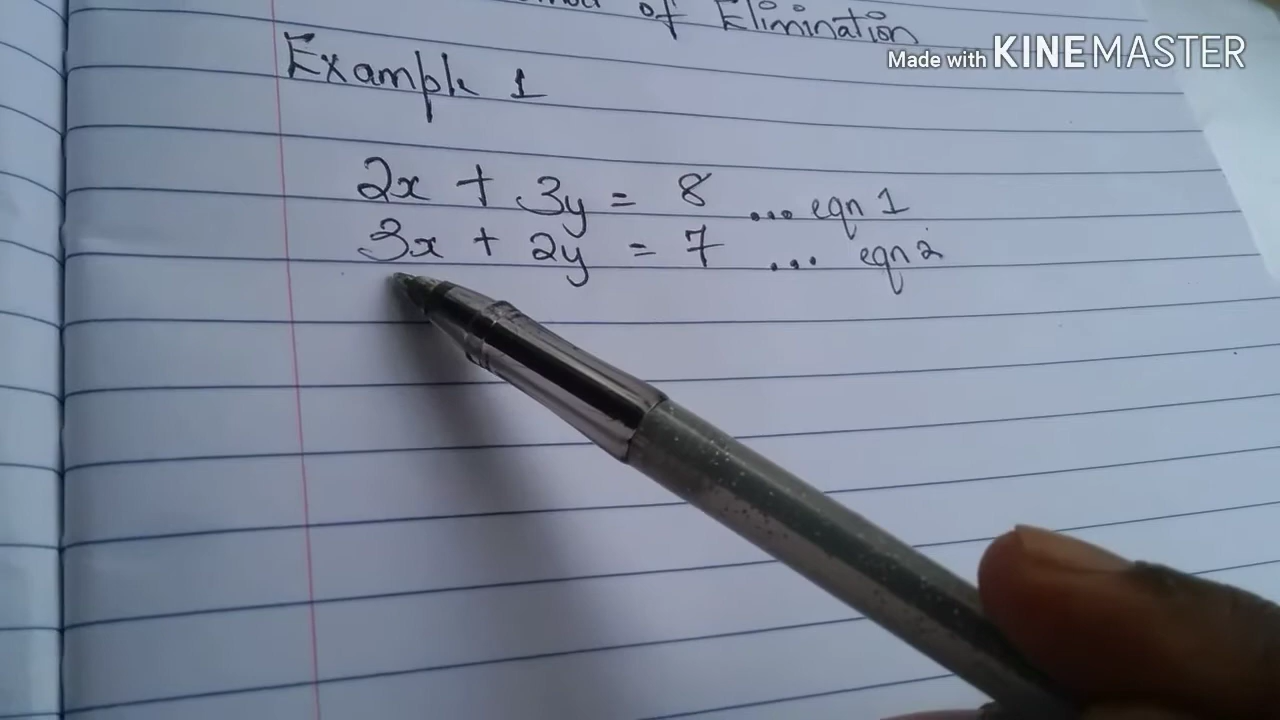 of Elimination
Made with KINEMASTER
Example 1
2x + 3y = 8 ... eqn 1
3x + 2y = 7 ... eqn 2